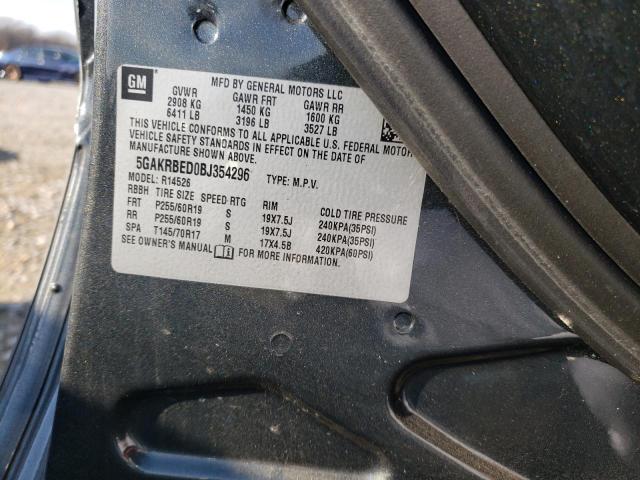 GM
MFD BY GENERAL MOTORS LLC
GVWR GAWR FRT GAWR RR
2908 KG 1450 KG 1600 KG
6411 LB 3196 LB 3527 LB
THIS VEHICLE CONFORMS TO ALL APPLICABLE U.S. FEDERAL MOTOR
VEHICLE SAFETY STANDARDS IN EFFECT ON THE DATE OF
MANUFACTURE SHOWN ABOVE.
5GAKRBED0BJ354296 TYPE: M.P.V.
MODEL: R14526
RBBH TIRE SIZE SPEED RTG RIM COLD TIRE PRESSURE
FRT P255/60R19 S 19X7.5J 240KPA(35PSI)
RR P255/60R19 S 19X7.5J 240KPA(35PSI)
SPA T145/70R17 M 17X4.5B 420KPA(60PSI)
SEE OWNER'S MANUAL FOR MORE INFORMATION.